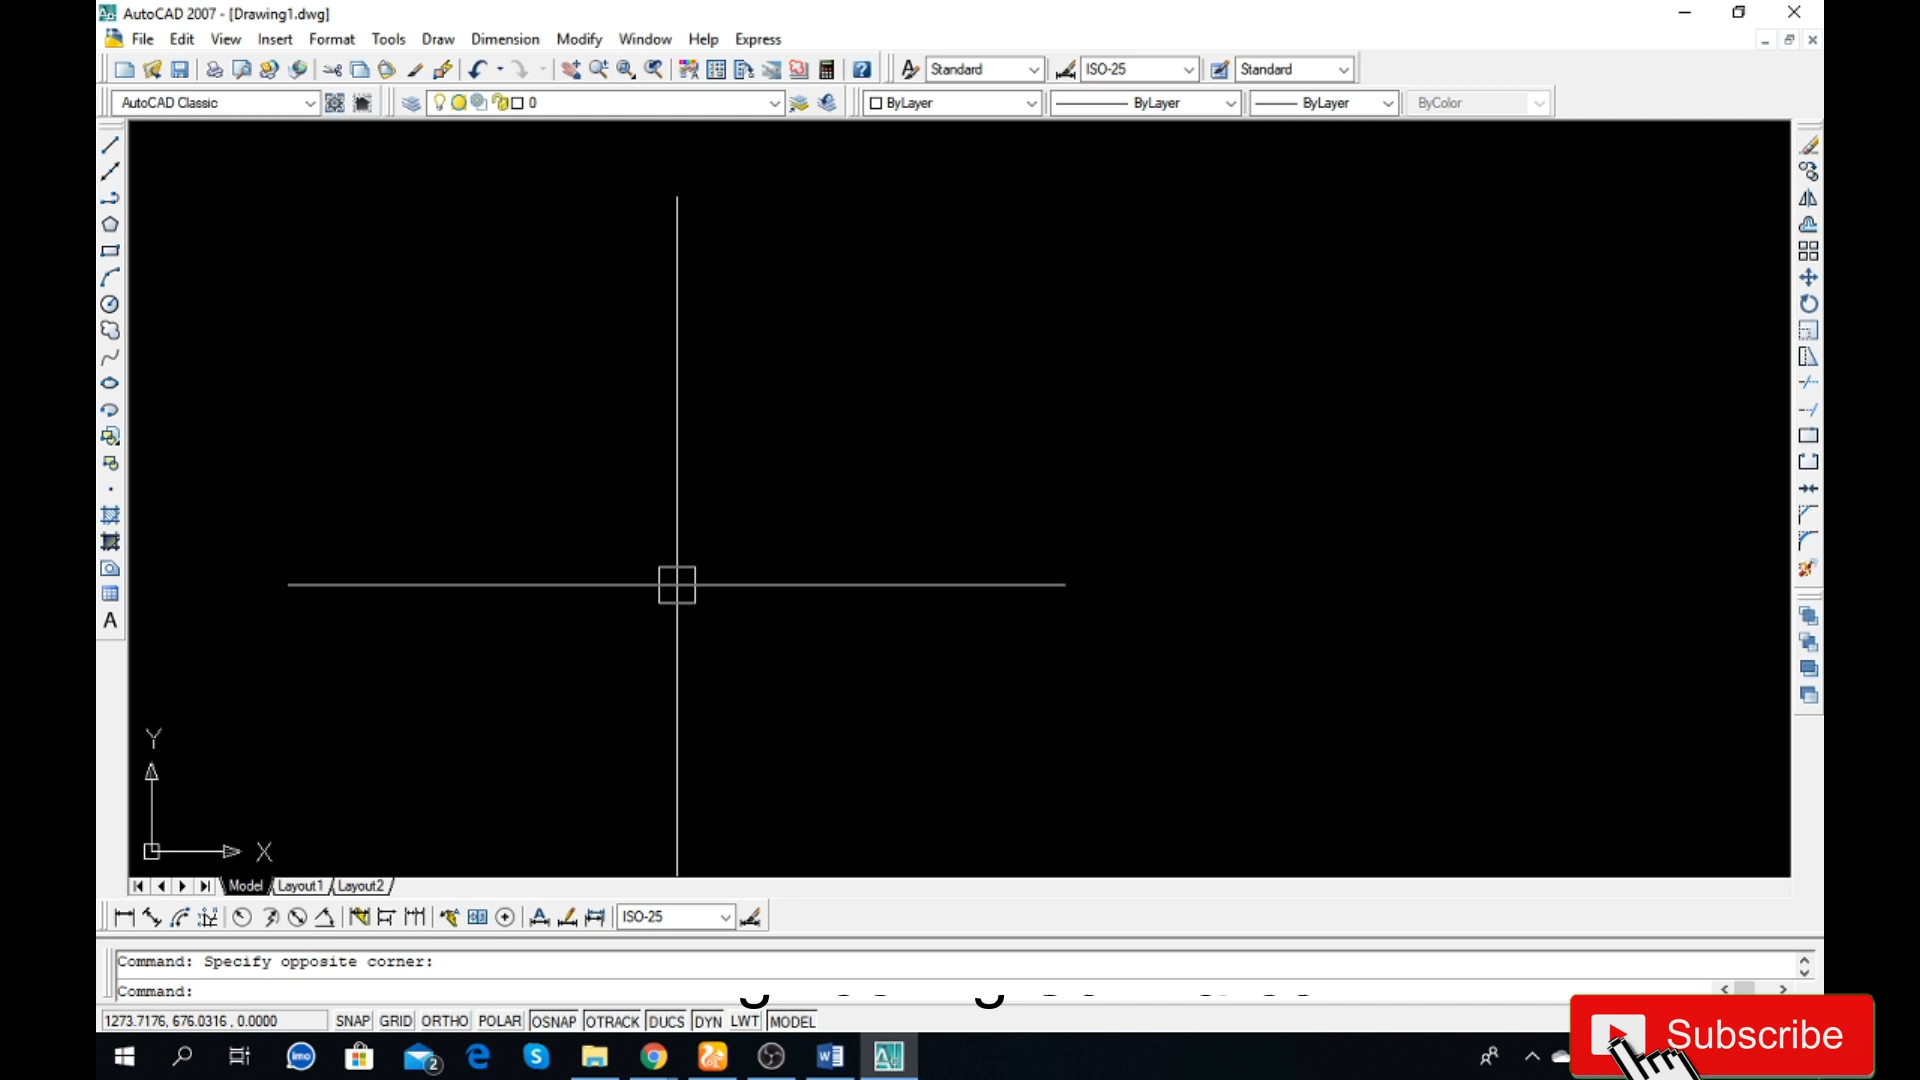 AutoCAD 2007 - [Drawing1.dwg]
File Edit View Insert Format Tools Draw Dimension Modify Window Help Express
Standard ISO-25 Standard
AutoCAD Classic 0 ByLayer ByLayer ByLayer ByColor
A
Y
X
Model Layout1 Layout2
ISO-25
Command: Specify opposite corner:
Command:
1273.7176, 676.0316 , 0.0000 SNAP GRID ORTHO POLAR OSNAP OTRACK DUCS DYN LWT MODEL
imo
2
Subscribe